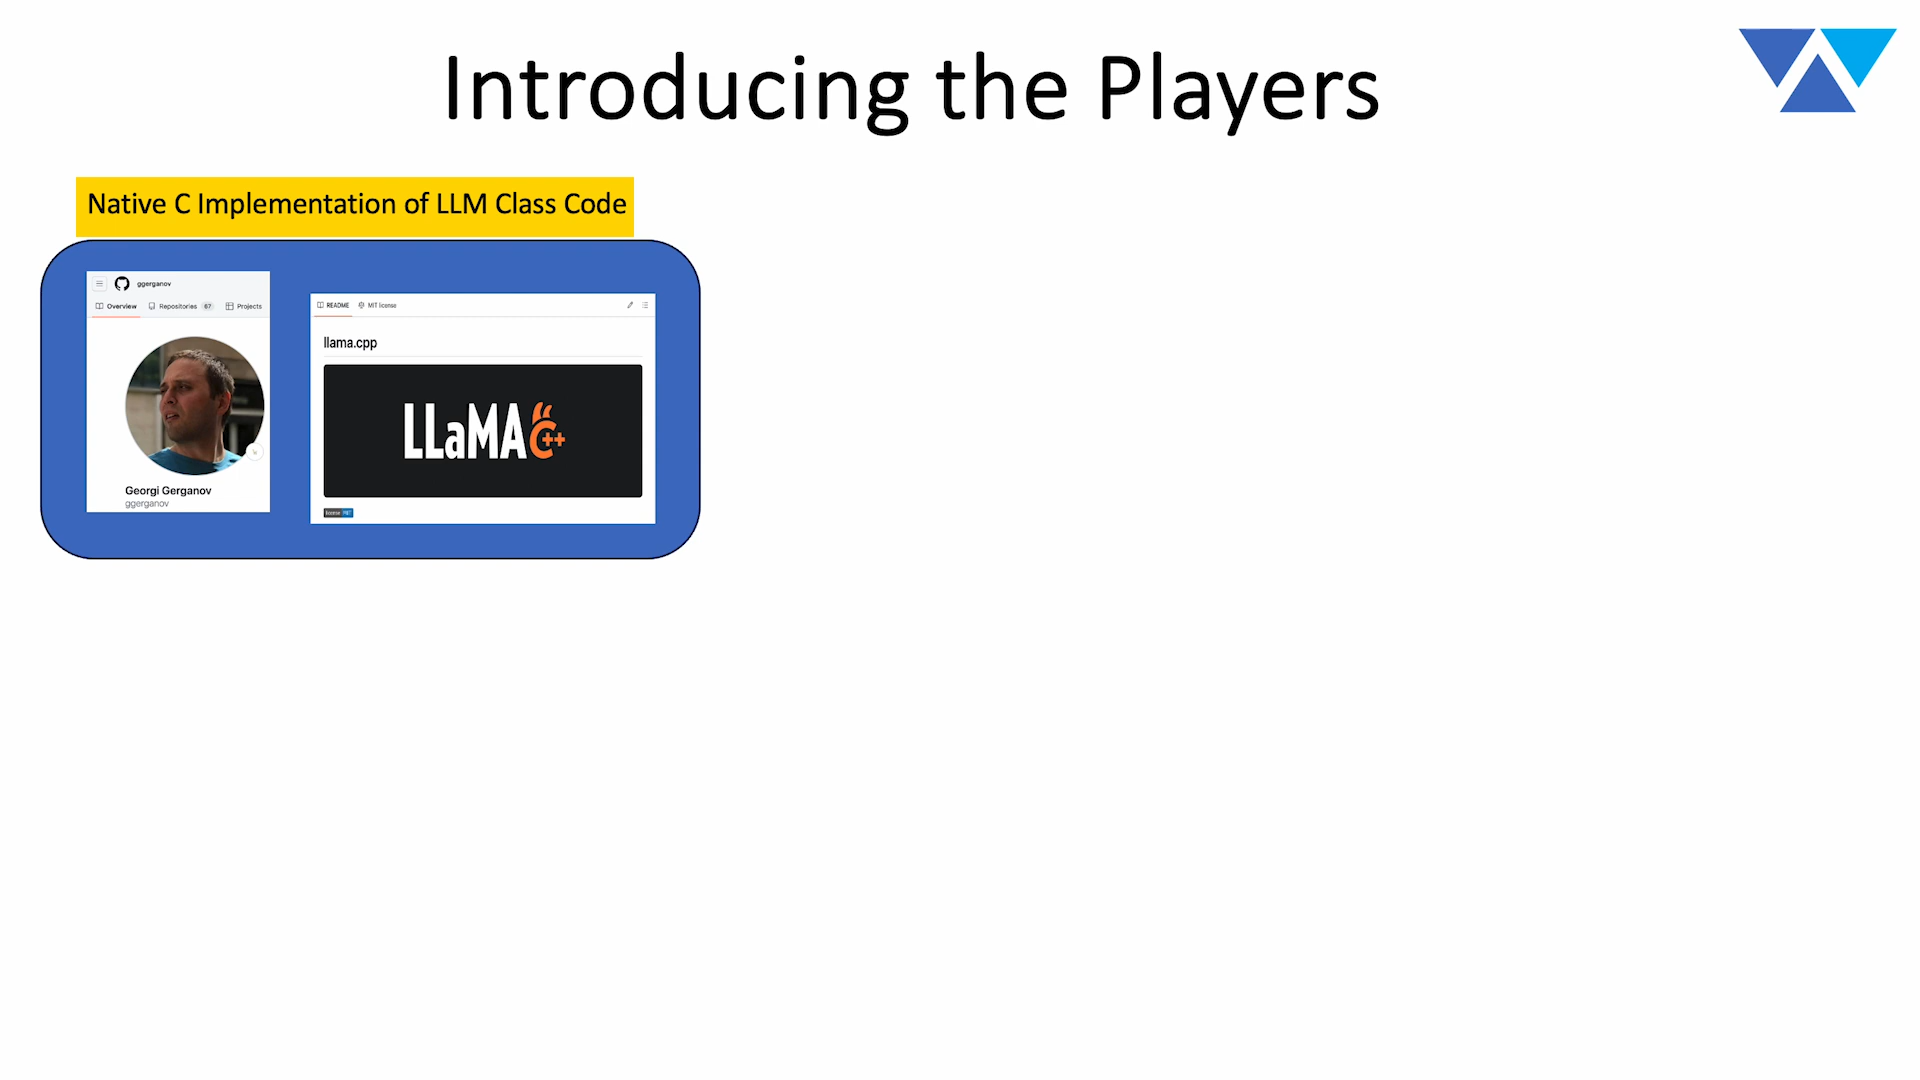 Introducing the Players
Native C Implementation of LLM Class Code
ggerganov
Overview Repositories 67 Projects
Georgi Gerganov
ggerganov
README MIT license
llama.cpp
LLaMA C++
license MIT